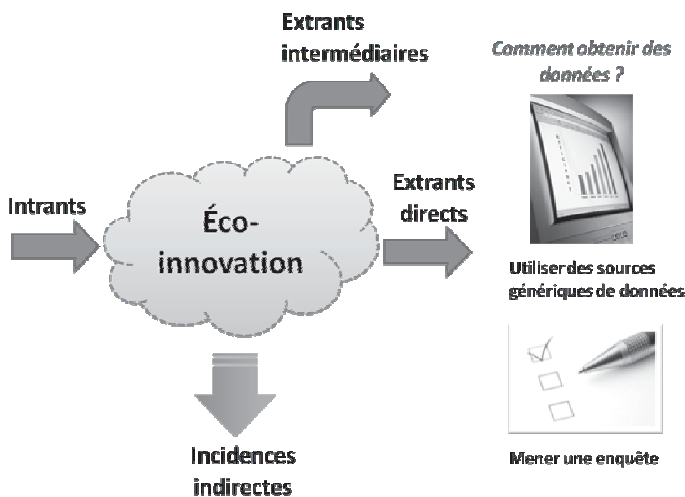 Extrants
intermédiaires
Comment obtenir des
données ?
Intrants
Éco-
innovation
Extrants
directs
Utiliser des sources
génériques de données
Mener une enquête
Incidences
indirectes